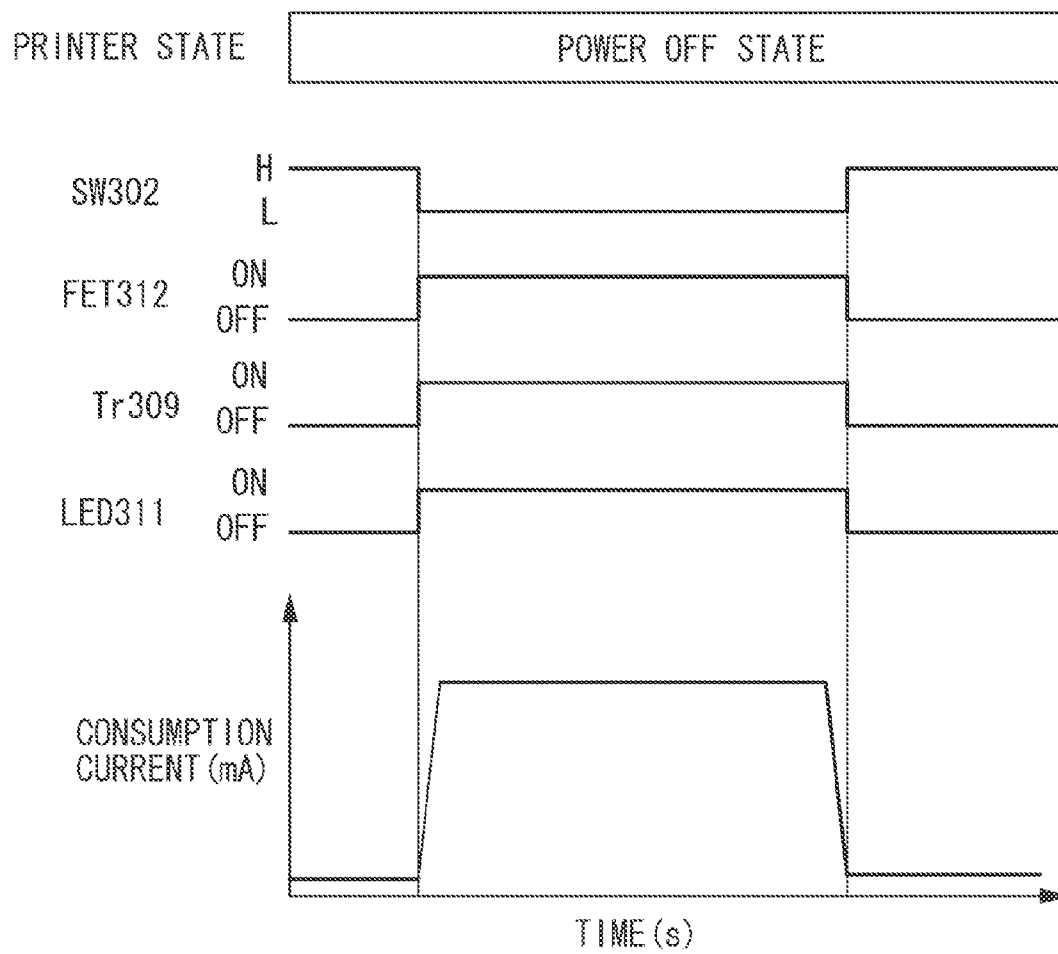 PRINTER STATE
POWER OFF STATE
SW302
H
L
FET312
ON
OFF
Tr309
ON
OFF
LED311
ON
OFF
CONSUMPTION
CURRENT(mA)
TIME(s)